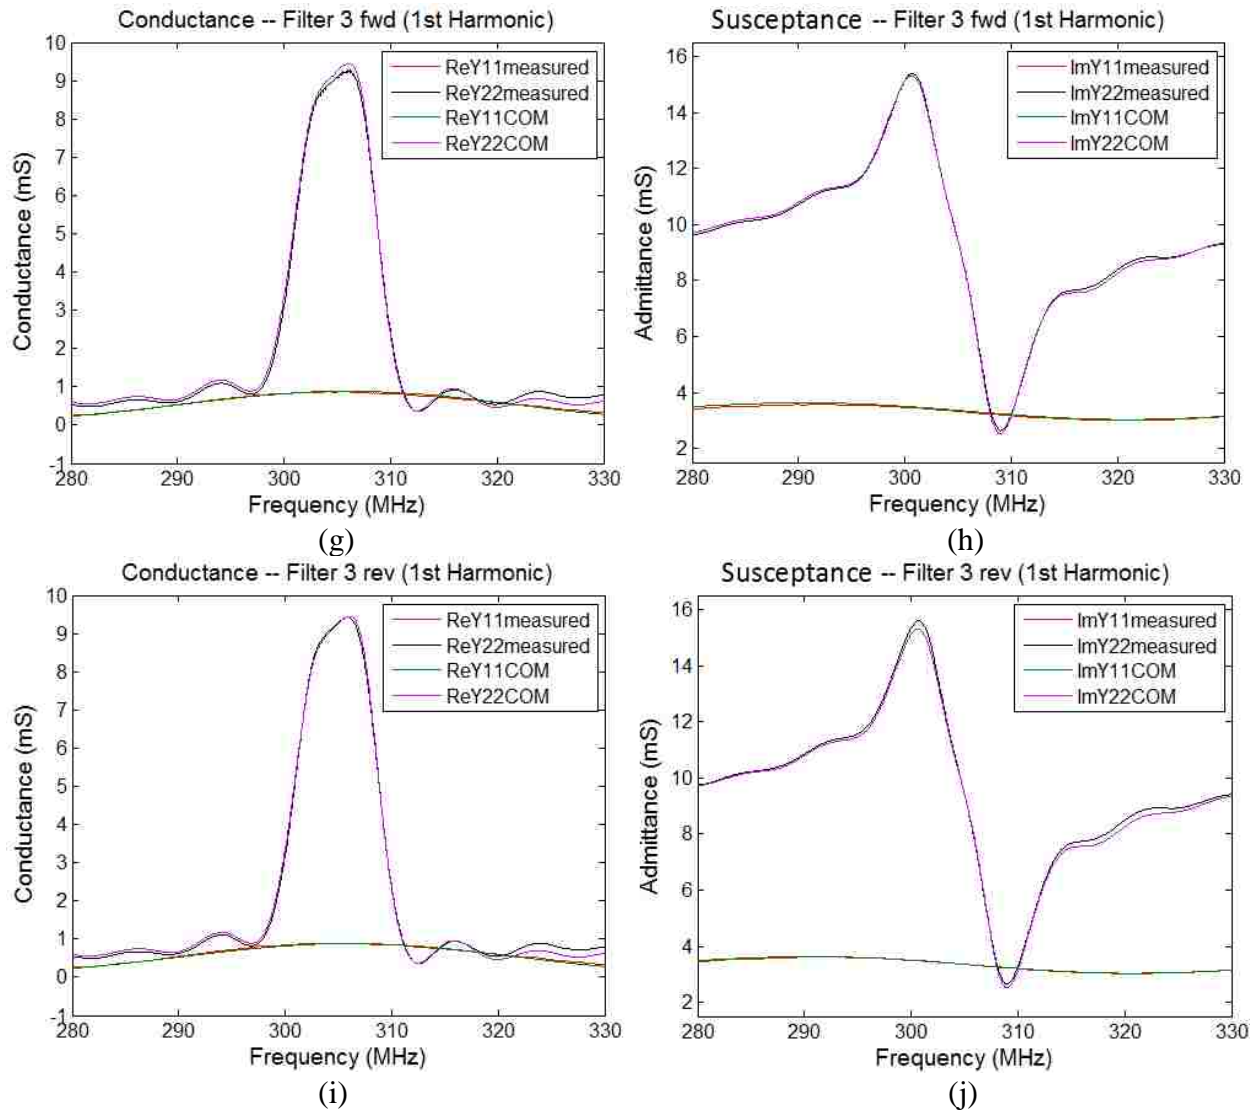 Conductance -- Filter 3 fwd (1st Harmonic)
10
9
8
7
6
5
4
3
2
1
0
-1
280 290 300 310 320 330
Conductance (mS)
Frequency (MHz)
ReY11measured
ReY22measured
ReY11COM
ReY22COM
(g)
Susceptance -- Filter 3 fwd (1st Harmonic)
16
14
12
10
8
6
4
2
280 290 300 310 320 330
Admittance (mS)
Frequency (MHz)
ImY11measured
ImY22measured
ImY11COM
ImY22COM
(h)
Conductance -- Filter 3 rev (1st Harmonic)
10
9
8
7
6
5
4
3
2
1
0
-1
280 290 300 310 320 330
Conductance (mS)
Frequency (MHz)
ReY11measured
ReY22measured
ReY11COM
ReY22COM
(i)
Susceptance -- Filter 3 rev (1st Harmonic)
16
14
12
10
8
6
4
2
280 290 300 310 320 330
Admittance (mS)
Frequency (MHz)
ImY11measured
ImY22measured
ImY11COM
ImY22COM
(j)